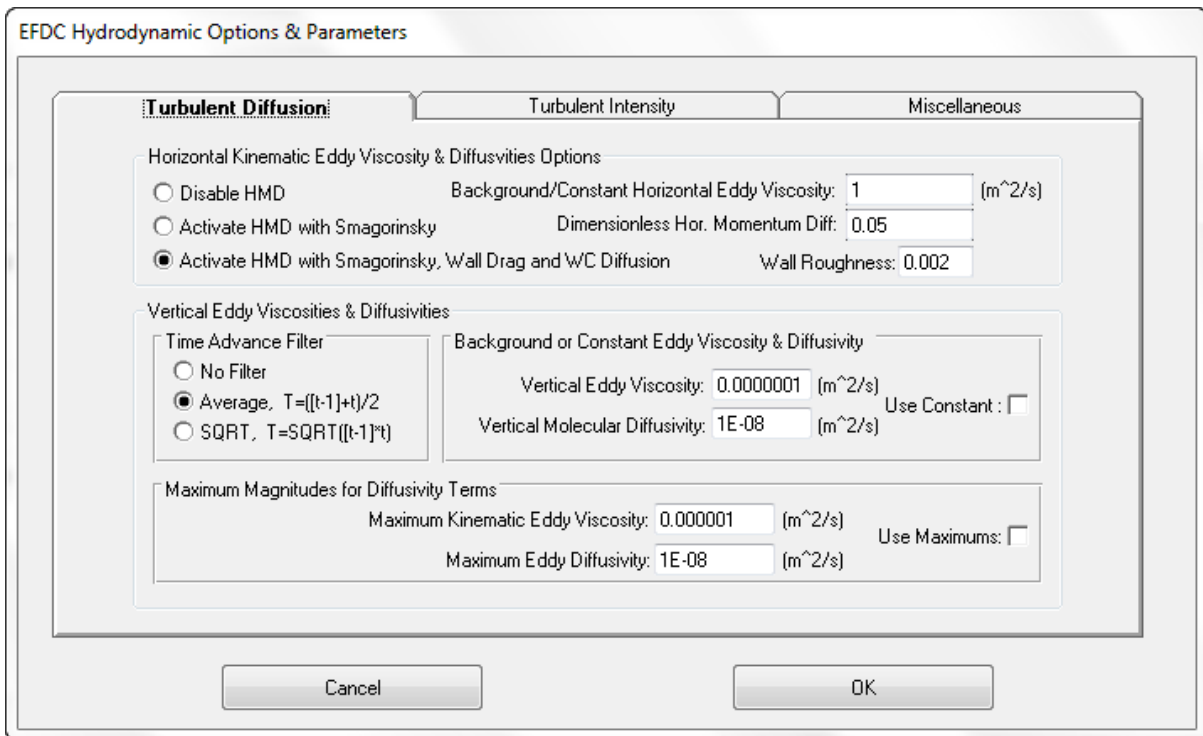 EFDC Hydrodynamic Options & Parameters
Turbulent Diffusion Turbulent Intensity Miscellaneous
Horizontal Kinematic Eddy Viscosity & Diffusvities Options
Disable HMD Background/Constant Horizontal Eddy Viscosity: 1 (m^2/s)
Activate HMD with Smagorinsky Dimensionless Hor. Momentum Diff: 0.05
Activate HMD with Smagorinsky, Wall Drag and WC Diffusion Wall Roughness: 0.002
Vertical Eddy Viscosities & Diffusivities
Time Advance Filter
No Filter
Average, T=([t-1]+t)/2
SQRT, T=SQRT([t-1]*t)
Background or Constant Eddy Viscosity & Diffusivity
Vertical Eddy Viscosity: 0.0000001 (m^2/s)
Use Constant :
Vertical Molecular Diffusivity: 1E-08 (m^2/s)
Maximum Magnitudes for Diffusivity Terms
Maximum Kinematic Eddy Viscosity: 0.000001 (m^2/s)
Use Maximums:
Maximum Eddy Diffusivity: 1E-08 (m^2/s)
Cancel OK